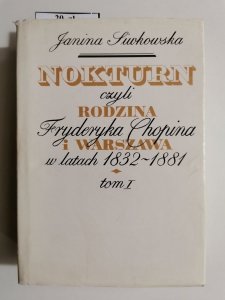 Janina Siwkowska
NOKTURN
czyli
RODZINA
Fryderyka Chopina
i WARSZAWA
w latach 1832~1881
tom I